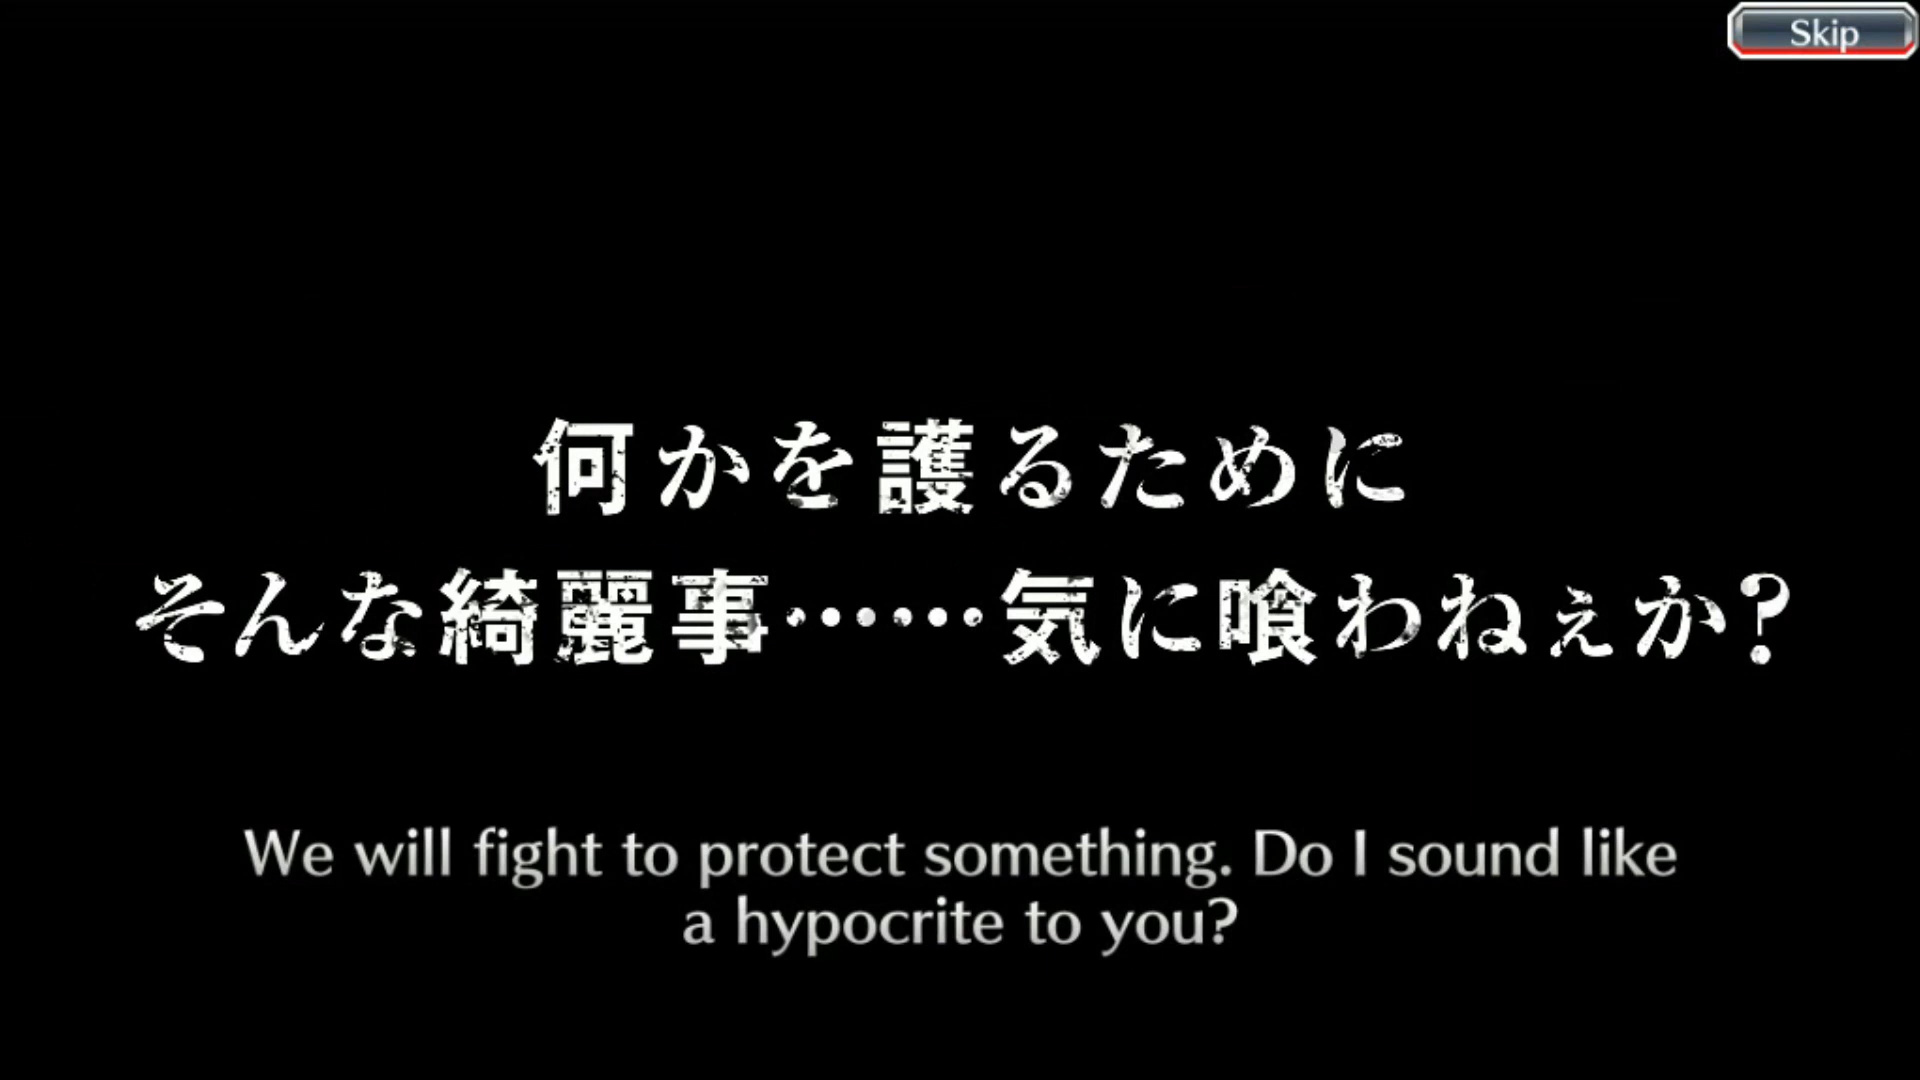 Skip
何かを護るために
そんな綺麗事……気に喰わねぇか?
We will fight to protect something. Do I sound like
a hypocrite to you?